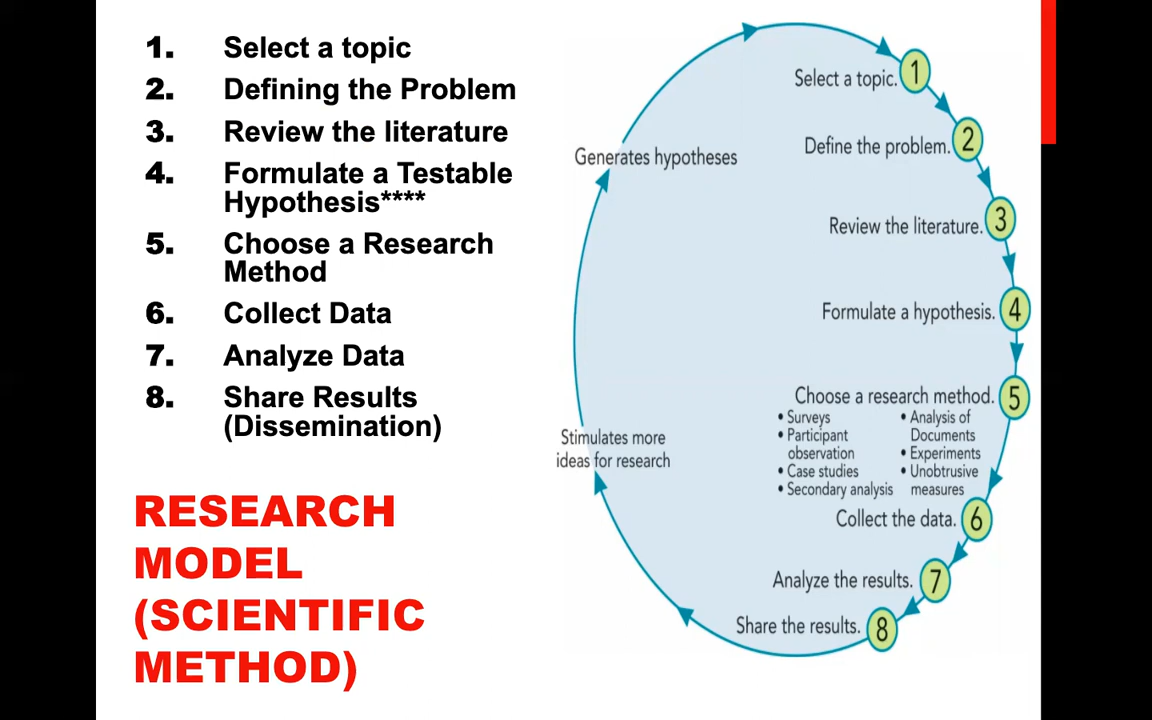 1. Select a topic
2. Defining the Problem
3. Review the literature
4. Formulate a Testable
Hypothesis****
5. Choose a Research
Method
6. Collect Data
7. Analyze Data
8. Share Results
(Dissemination)
RESEARCH
MODEL
(SCIENTIFIC
METHOD)
Select a topic. 1
Define the problem. 2
Review the literature. 3
Formulate a hypothesis. 4
Choose a research method. 5
• Surveys
• Participant
observation
• Case studies
• Secondary analysis
• Analysis of
Documents
• Experiments
• Unobtrusive
measures
Collect the data. 6
Analyze the results. 7
Share the results. 8
Stimulates more
ideas for research
Generates hypotheses